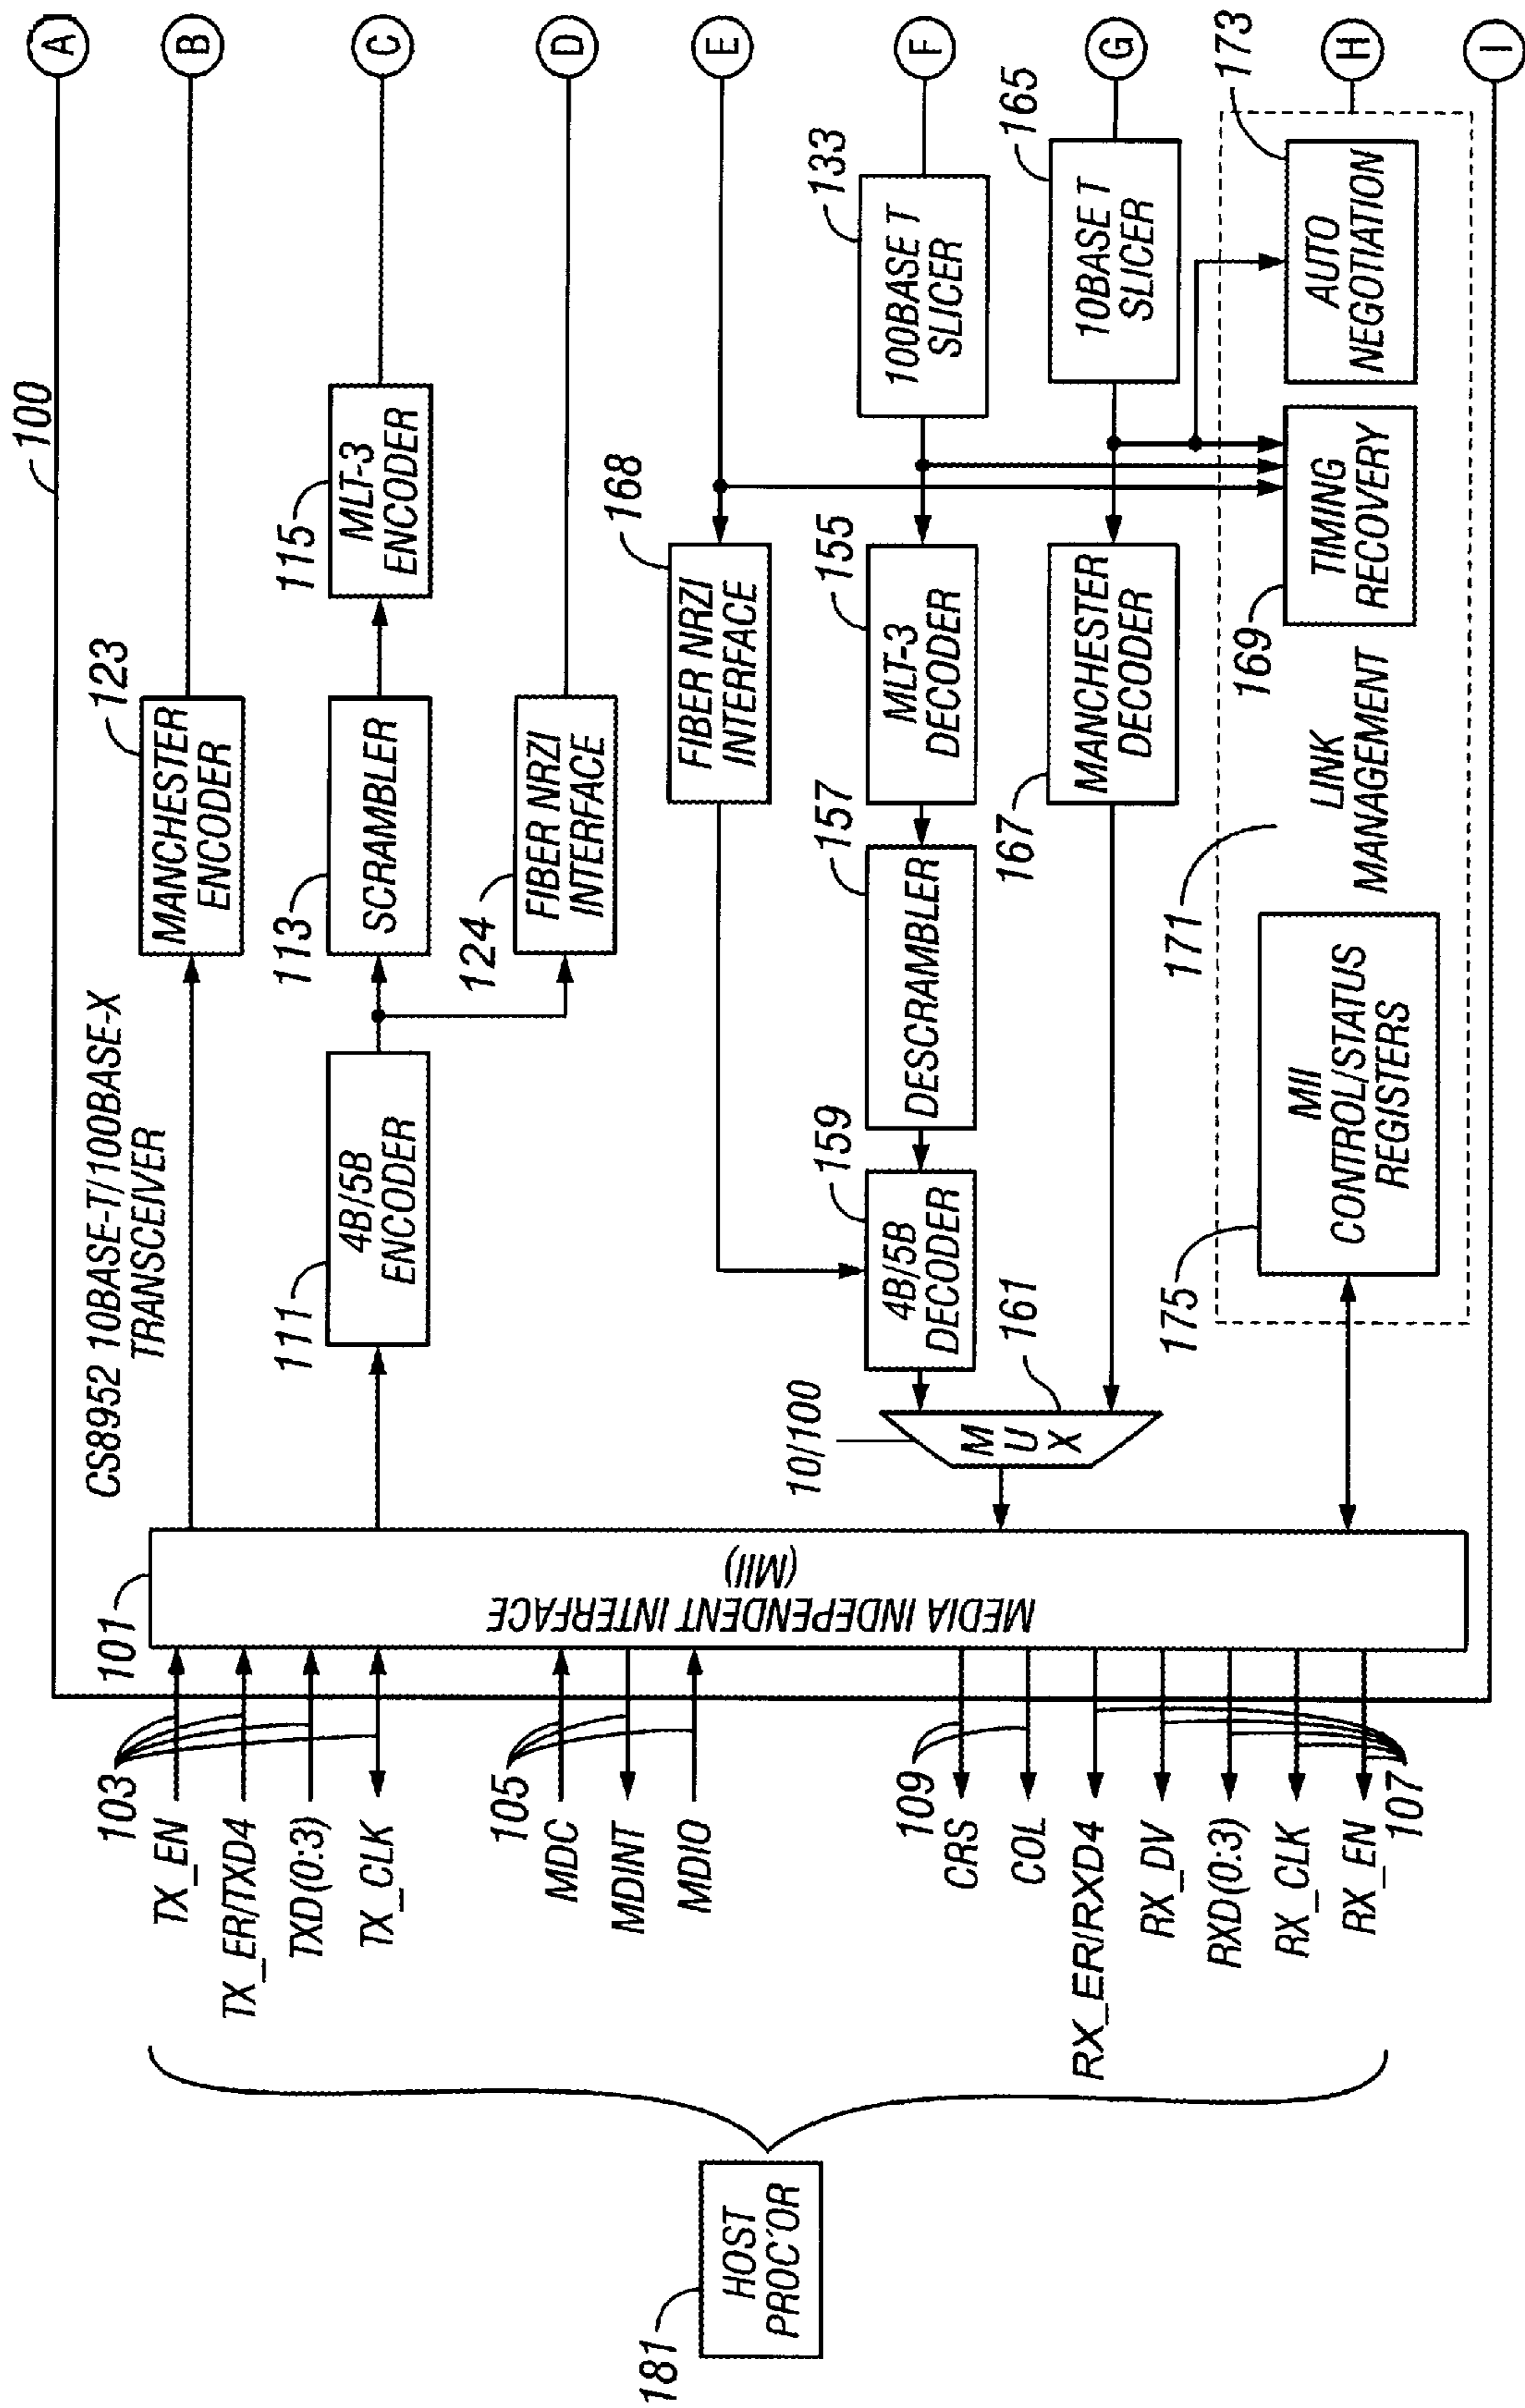 100
CS8952 10BASE-T/100BASE-X
TRANSCEIVER
181
HOST
PROC'OR
103
TX_EN
TX_ER/TXD4
TXD(0:3)
TX_CLK
105
MDC
MDINT
MDIO
109
CRS
COL
RX_ER/RXD4
RX_DV
RXD(0:3)
RX_CLK
RX_EN
107
101
MEDIA INDEPENDENT INTERFACE
(MII)
123
MANCHESTER
ENCODER
A
B
111
4B/5B
ENCODER
113
SCRAMBLER
115
MLT-3
ENCODER
C
124
FIBER NRZI
INTERFACE
D
168
FIBER NRZI
INTERFACE
E
10/100
MUX
161
159
4B/5B
DECODER
157
DESCRAMBLER
155
MLT-3
DECODER
133
100BASE T
SLICER
F
167
MANCHESTER
DECODER
165
10BASE T
SLICER
G
175
MII
CONTROL/STATUS
REGISTERS
171
LINK
MANAGEMENT
169
TIMING
RECOVERY
173
AUTO
NEGOTIATION
H
I